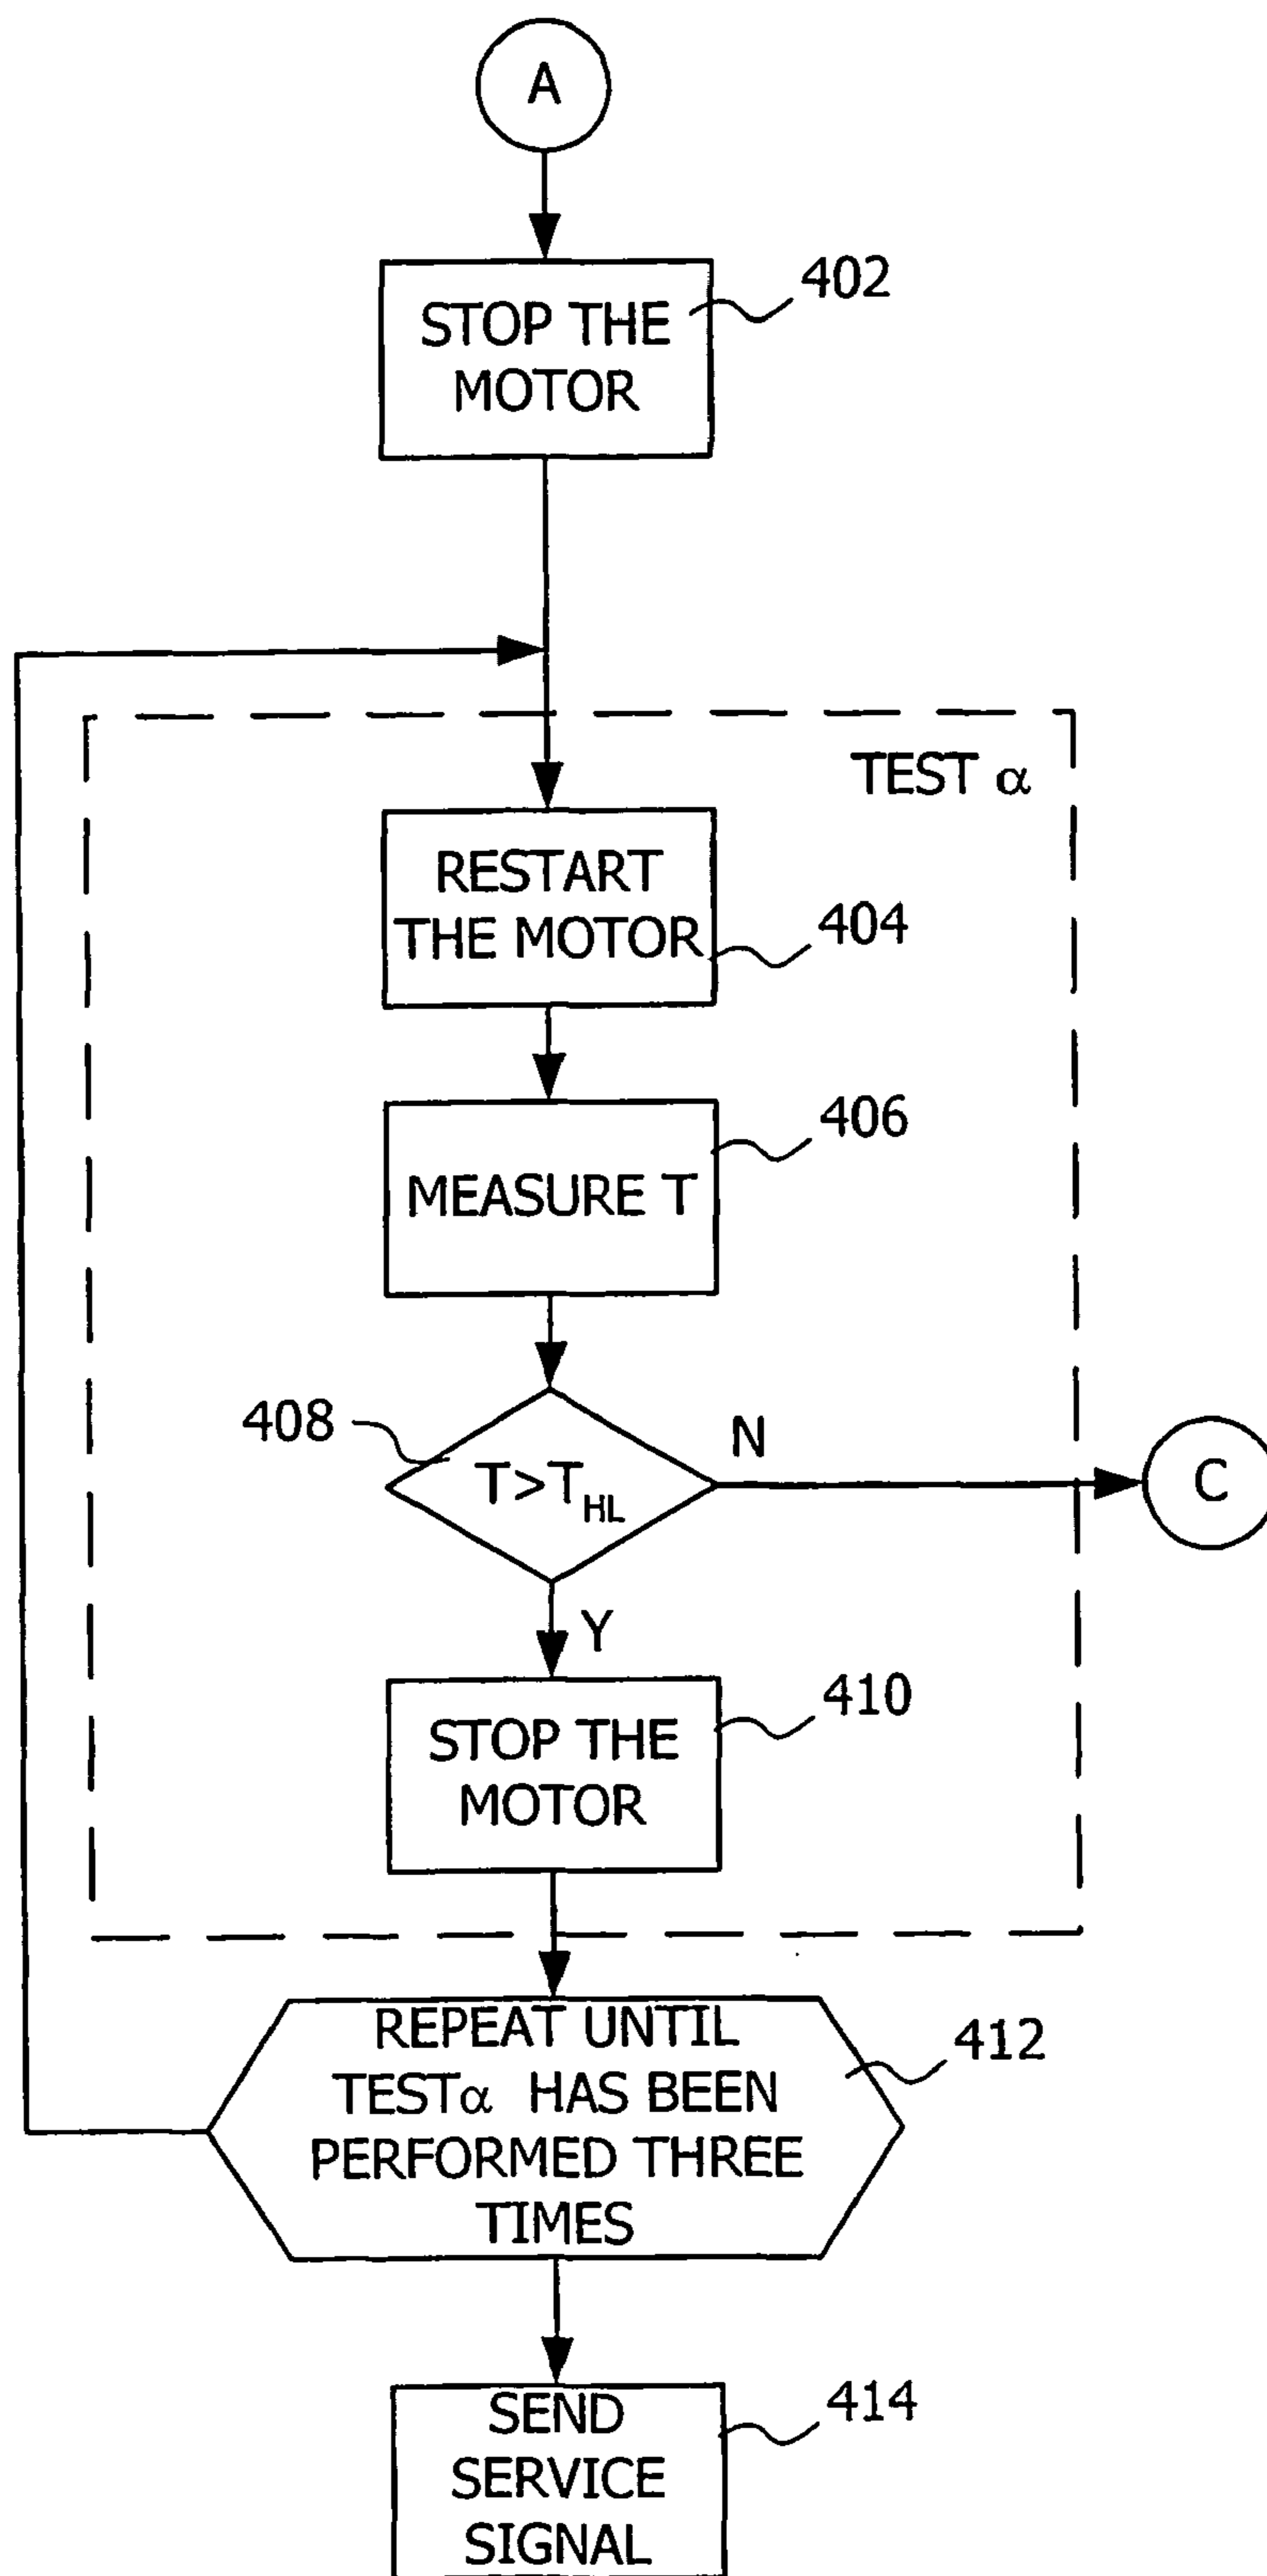 A
STOP THE
MOTOR
402
TEST α
RESTART
THE MOTOR
404
MEASURE T
406
408
T>THL
N
C
Y
STOP THE
MOTOR
410
REPEAT UNTIL
TESTα HAS BEEN
PERFORMED THREE
TIMES
412
SEND
SERVICE
SIGNAL
414